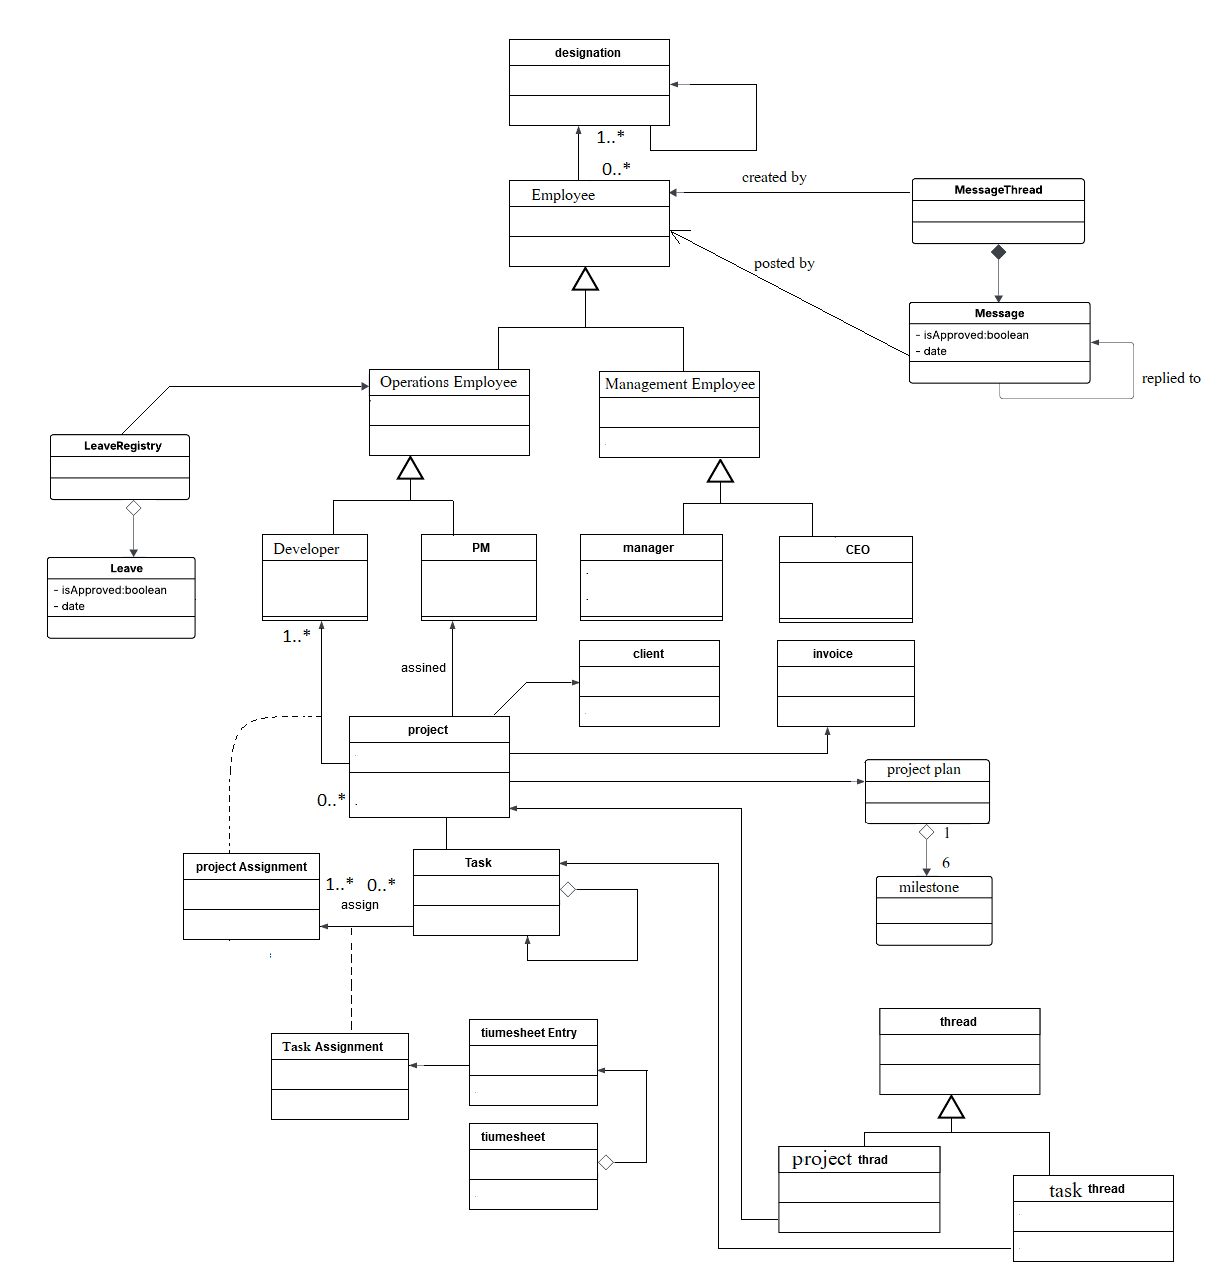 designation
1..*
0..*
Employee
created by
MessageThread
posted by
Message
- isApproved:boolean
- date
replied to
Operations Employee
Management Employee
LeaveRegistry
Leave
- isApproved:boolean
- date
Developer
PM
manager
CEO
1..*
assined
client
invoice
project
0..*
project plan
1
6
milestone
project Assignment
1..* 0..*
assign
Task
Task Assignment
tiumesheet Entry
tiumesheet
thread
project thrad
task thread